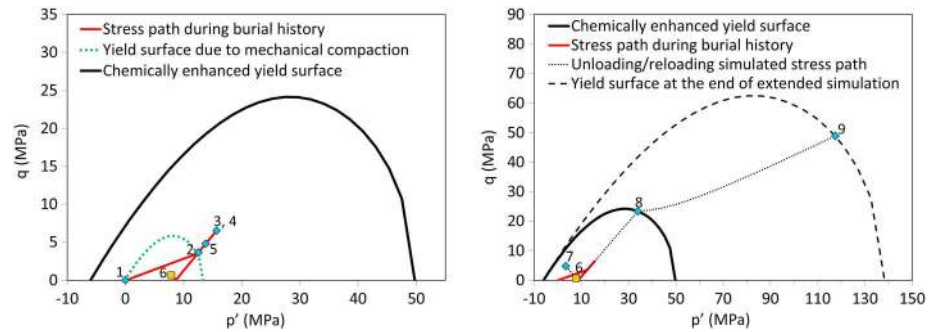 35
30
25
20
15
10
5
0
q (MPa)
Stress path during burial history
Yield surface due to mechanical compaction
Chemically enhanced yield surface
1
2
3, 4
5
6
-10 0 10 20 30 40 50
p' (MPa)
90
80
70
60
50
40
30
20
10
0
q (MPa)
Chemically enhanced yield surface
Stress path during burial history
Unloading/reloading simulated stress path
Yield surface at the end of extended simulation
9
8
7
6
-10 10 30 50 70 90 110 130 150
p' (MPa)